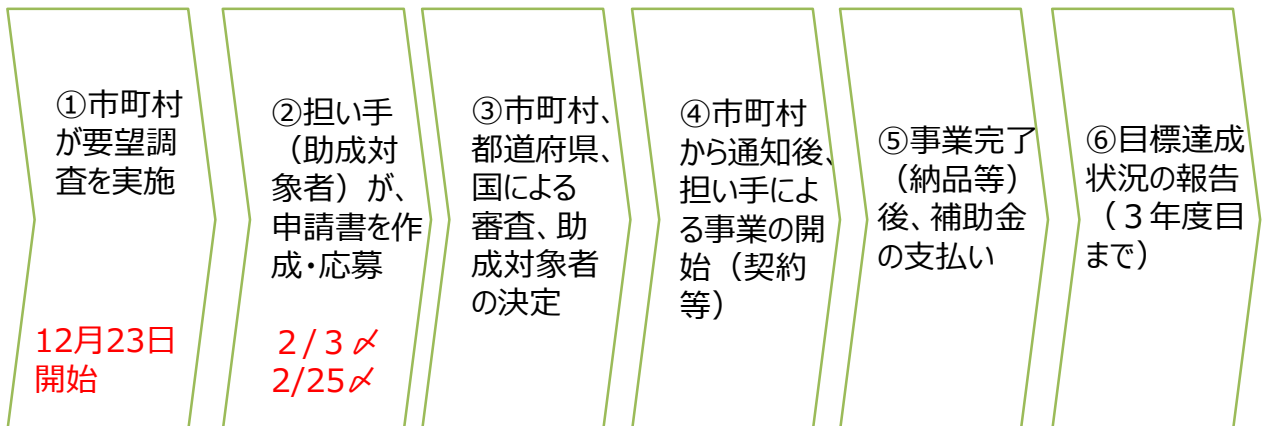 ①市町村
が要望調
査を実施
12月23日
開始
②担い手
（助成対
象者）が、
申請書を作
成・応募
２/３〆
2/25〆
③市町村、
都道府県、
国による
審査、助
成対象者
の決定
④市町村
から通知後、
担い手によ
る事業の開
始（契約
等）
⑤事業完了
（納品等）
後、補助金
の支払い
⑥目標達成
状況の報告
（３年度目
まで）